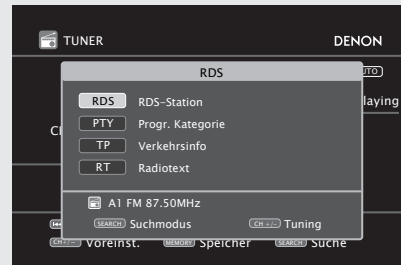 TUNER DENON
RDS
UTO
RDS RDS-Station
laying
PTY Progr. Kategorie
TP Verkehrsinfo
RT Radiotext
A1 FM 87.50MHz
SEARCH Suchmodus CH +/– Tuning
CH+/– Voreinst. MEMORY Speicher SEARCH Suche